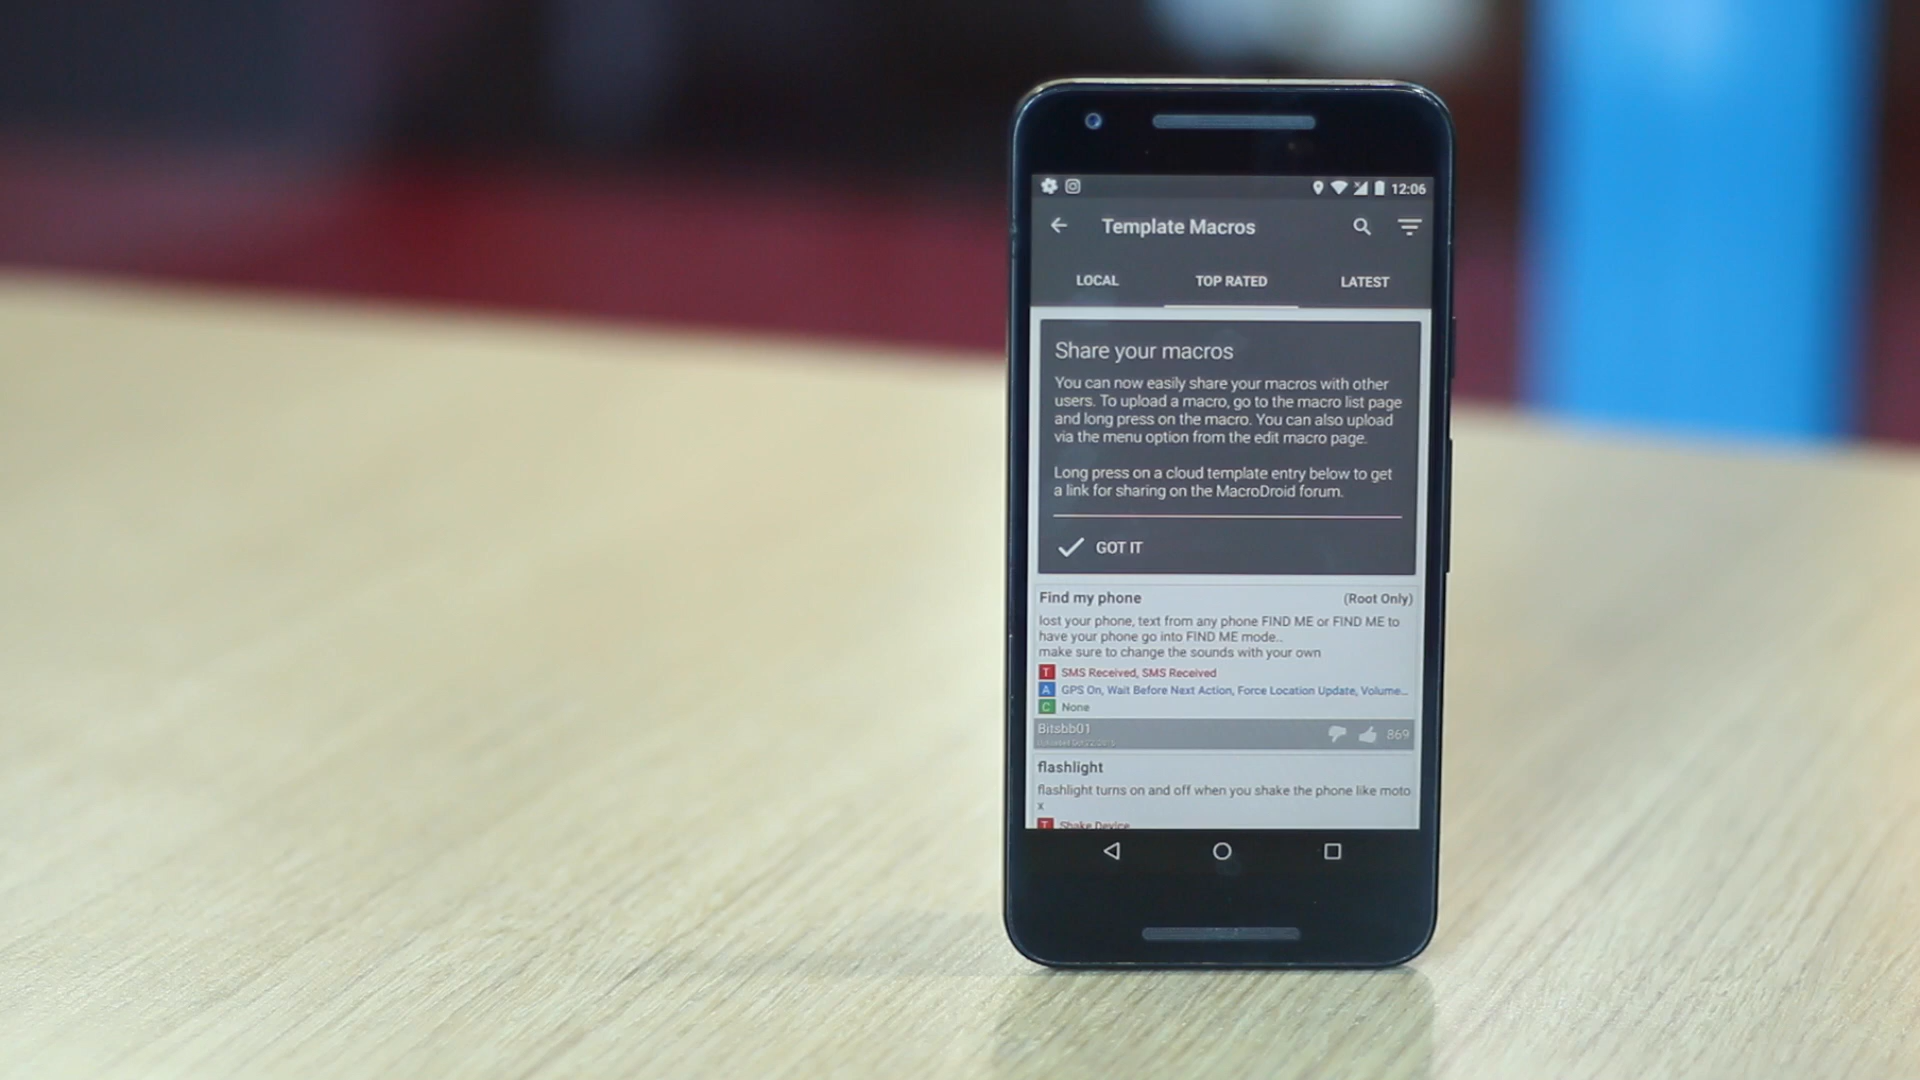 12:06
Template Macros
LOCAL TOP RATED LATEST
Share your macros
You can now easily share your macros with other
users. To upload a macro, go to the macro list page
and long press on the macro. You can also upload
via the menu option from the edit macro page.
Long press on a cloud template entry below to get
a link for sharing on the MacroDroid forum.
GOT IT
Find my phone (Root Only)
lost your phone, text from any phone FIND ME or FIND ME to
have your phone go into FIND ME mode..
make sure to change the sounds with your own
T SMS Received, SMS Received
A GPS On, Wait Before Next Action, Force Location Update, Volume...
C None
Bitsbb01 869
flashlight
flashlight turns on and off when you shake the phone like moto
x
T Shake Device